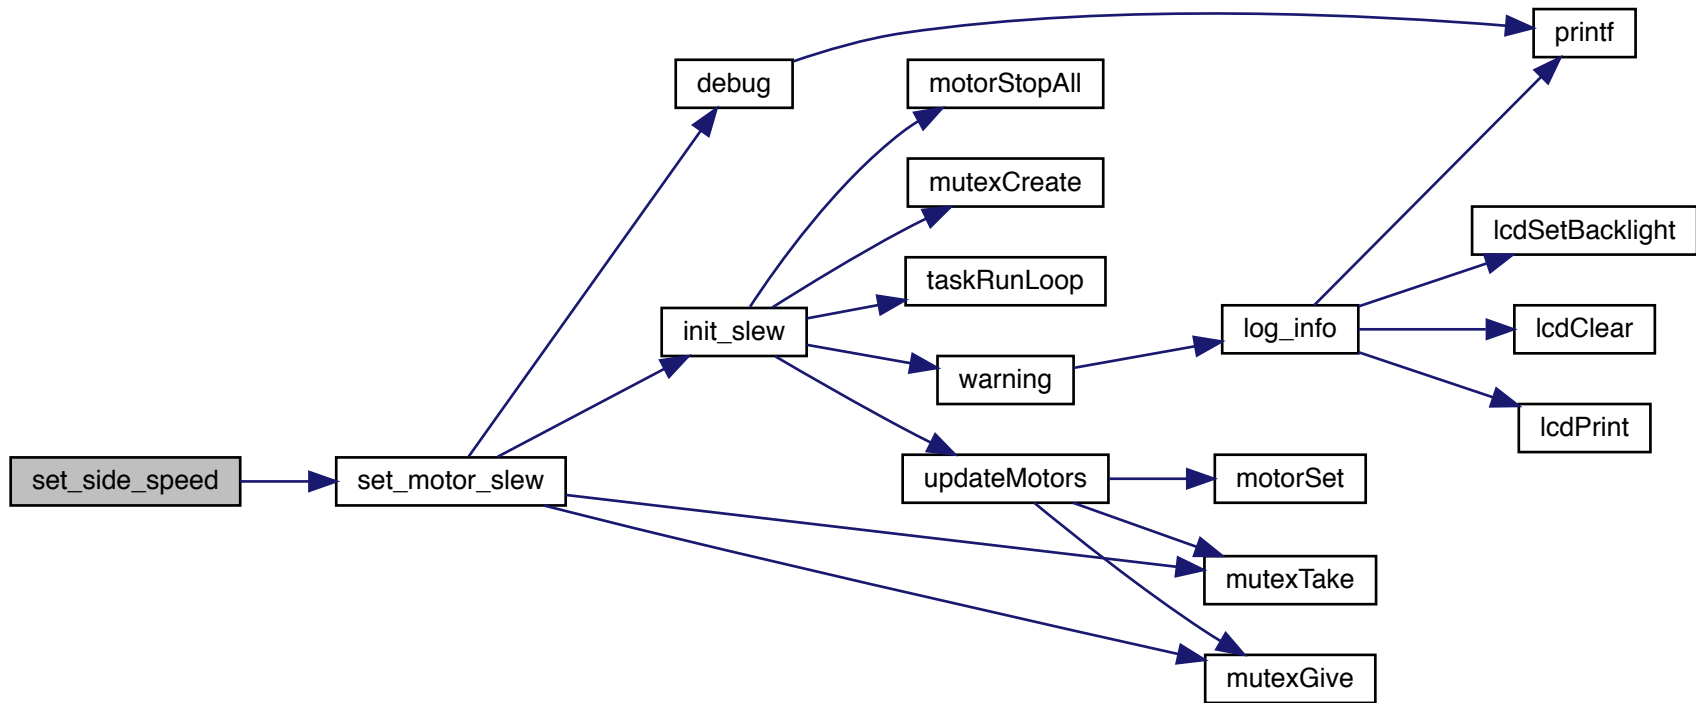 printf
debug
motorStopAll
mutexCreate
lcdSetBacklight
taskRunLoop
init_slew
log_info
lcdClear
warning
lcdPrint
set_side_speed
set_motor_slew
updateMotors
motorSet
mutexTake
mutexGive